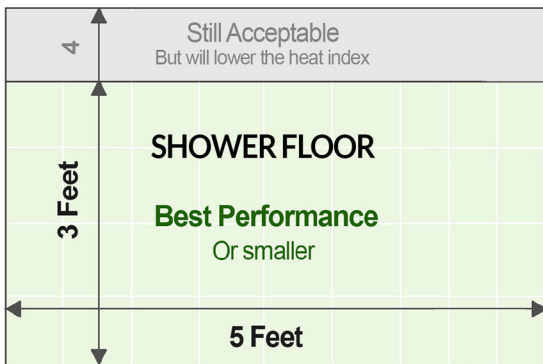 4
Still Acceptable
But will lower the heat index
SHOWER FLOOR
3 Feet
Best Performance
Or smaller
5 Feet